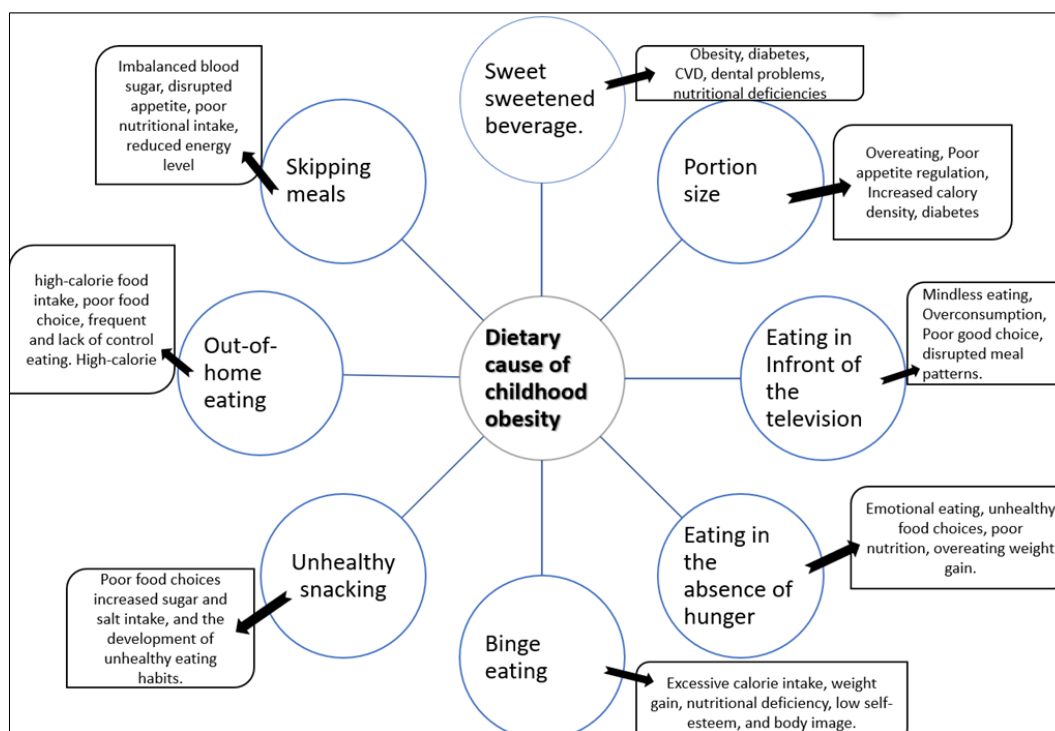 Dietary
cause of
childhood
obesity
Sweet
sweetened
beverage.
Obesity, diabetes,
CVD, dental problems,
nutritional deficiencies
Portion
size
Overeating, Poor
appetite regulation,
Increased calory
density, diabetes
Eating in
Infront of
the
television
Mindless eating,
Overconsumption,
Poor good choice,
disrupted meal
patterns.
Eating in
the
absence of
hunger
Emotional eating, unhealthy
food choices, poor
nutrition, overeating weight
gain.
Binge
eating
Excessive calorie intake, weight
gain, nutritional deficiency, low self-
esteem, and body image.
Unhealthy
snacking
Poor food choices
increased sugar and
salt intake, and the
development of
unhealthy eating
habits.
Out-of-
home
eating
high-calorie food
intake, poor food
choice, frequent
and lack of control
eating. High-calorie
Skipping
meals
Imbalanced blood
sugar, disrupted
appetite, poor
nutritional intake,
reduced energy
level